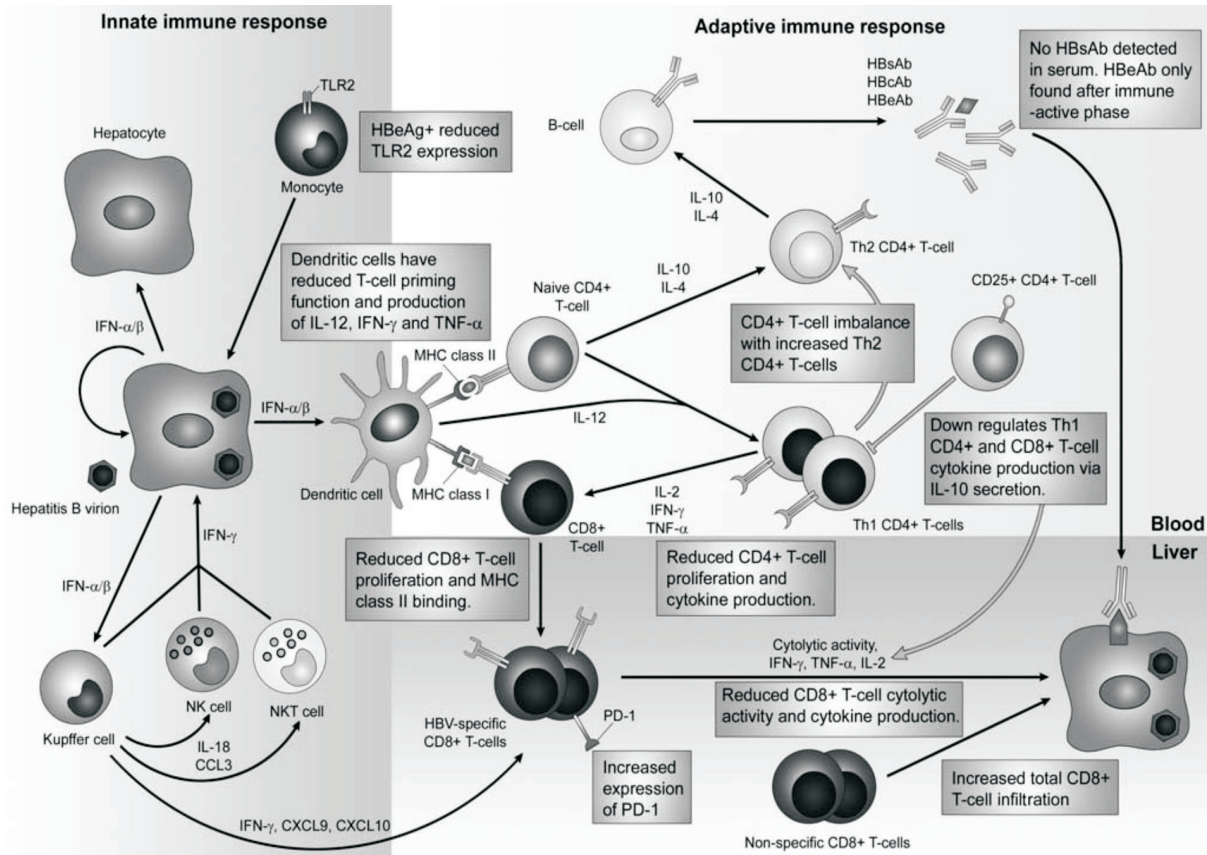 Innate immune response
Adaptive immune response
TLR2
Hepatocyte
HBeAg+ reduced
TLR2 expression
Monocyte
B-cell
HBsAb
HBcAb
HBeAb
No HBsAb detected
in serum. HBeAb only
found after immune
-active phase
IL-10
IL-4
Th2 CD4+ T-cell
Dendritic cells have
reduced T-cell priming
function and production
of IL-12, IFN-γ and TNF-α
Naive CD4+
T-cell
IL-10
IL-4
CD25+ CD4+ T-cell
IFN-α/β
MHC class II
CD4+ T-cell imbalance
with increased Th2
CD4+ T-cells
IFN-α/β
IL-12
Down regulates Th1
CD4+ and CD8+ T-cell
cytokine production via
IL-10 secretion.
Hepatitis B virion
Dendritic cell
MHC class I
CD8+
T-cell
IL-2
IFN-γ
TNF-α
Th1 CD4+ T-cells
Blood
Liver
IFN-γ
IFN-α/β
Reduced CD8+ T-cell
proliferation and MHC
class II binding.
Reduced CD4+ T-cell
proliferation and
cytokine production.
Cytolytic activity,
IFN-γ, TNF-α, IL-2
Reduced CD8+ T-cell cytolytic
activity and cytokine production.
Kupffer cell
NK cell
NKT cell
IL-18
CCL3
HBV-specific
CD8+ T-cells
PD-1
Increased
expression
of PD-1
Increased total CD8+
T-cell infiltration
IFN-γ, CXCL9, CXCL10
Non-specific CD8+ T-cells